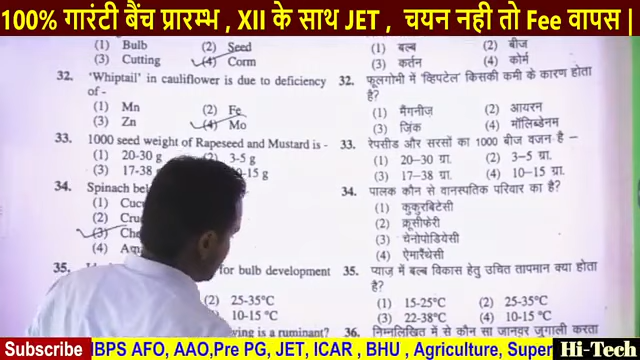 100% गारंटी बैंच प्रारम्भ , XII के साथ JET , चयन नही तो Fee वापस |
(1) Bulb (2) Seed
(3) Cutting (4) Corm
32. 'Whiptail' in cauliflower is due to deficiency
of -
(1) Mn (2) Fe
(3) Zn (4) Mo
33. 1000 seed weight of Rapeseed and Mustard is -
(1) 20-30 g (2) 3-5 g
(3) 17-38 0-15 g
34. Spinach bel
(1) Cuc
(2) Cru
(3) Che
(4)
35. for bulb development
(2) 25-35°C
10-15 °C
wing is a ruminant?
(1) बल्ब (2) बीज
(3) कर्तन (4) कोर्म
32. फूलगोभी में 'व्हिपटेल' किसकी कमी के कारण होता
है?
(1) मैगनीज़ (2) आयरन
(3) ज़िंक (4) मॉलिब्डेनम
33. रेपसीड और सरसों का 1000 बीज वजन है -
(1) 20-30 ग्रा. (2) 3-5 ग्रा.
(3) 17-38 ग्रा. (4) 10-15 ग्रा.
34. पालक कौन से वानस्पतिक परिवार का है?
(1) कुकुरबिटेसी
(2) क्रूसीफेरी
(3) चेनोपोडियेसी
(4) ऐमारैंथेसी
35. प्याज़ में बल्ब विकास हेतु उचित तापमान क्या होता
है?
(1) 15-25°C (2) 25-35°C
(3) 22-38°C (4) 10-15 °C
36. निम्नलिखित में से कौन सा जानवर जुगाली करता
Subscribe IBPS AFO, AAO,Pre PG, JET, ICAR , BHU , Agriculture, Super Hi-Tech